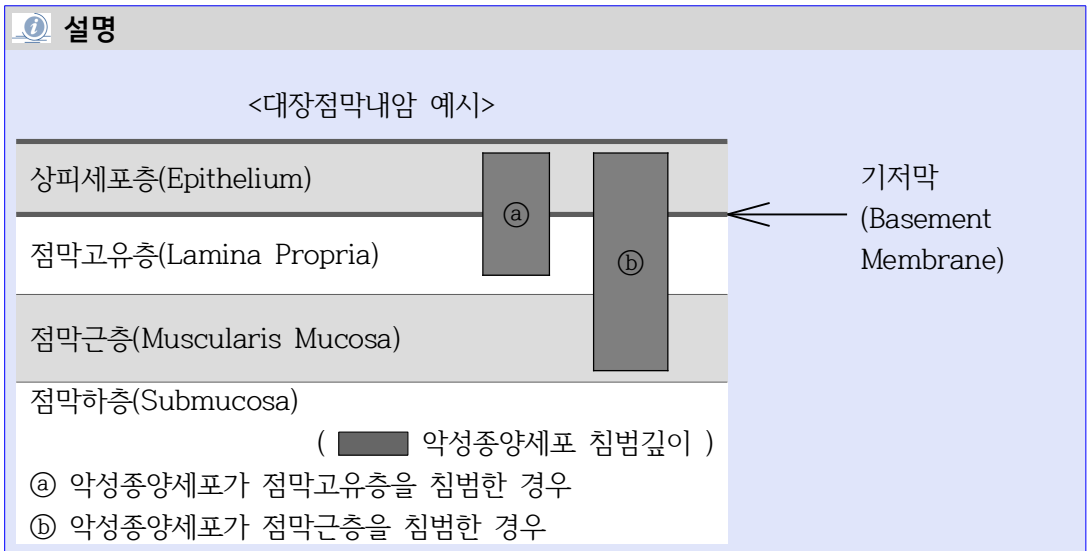 설명
<대장점막내암 예시>
상피세포층(Epithelium)
기저막
(Basement
Membrane)
ⓐ
점막고유층(Lamina Propria)
ⓑ
점막근층(Muscularis Mucosa)
점막하층(Submucosa)
( 악성종양세포 침범깊이 )
ⓐ 악성종양세포가 점막고유층을 침범한 경우
ⓑ 악성종양세포가 점막근층을 침범한 경우